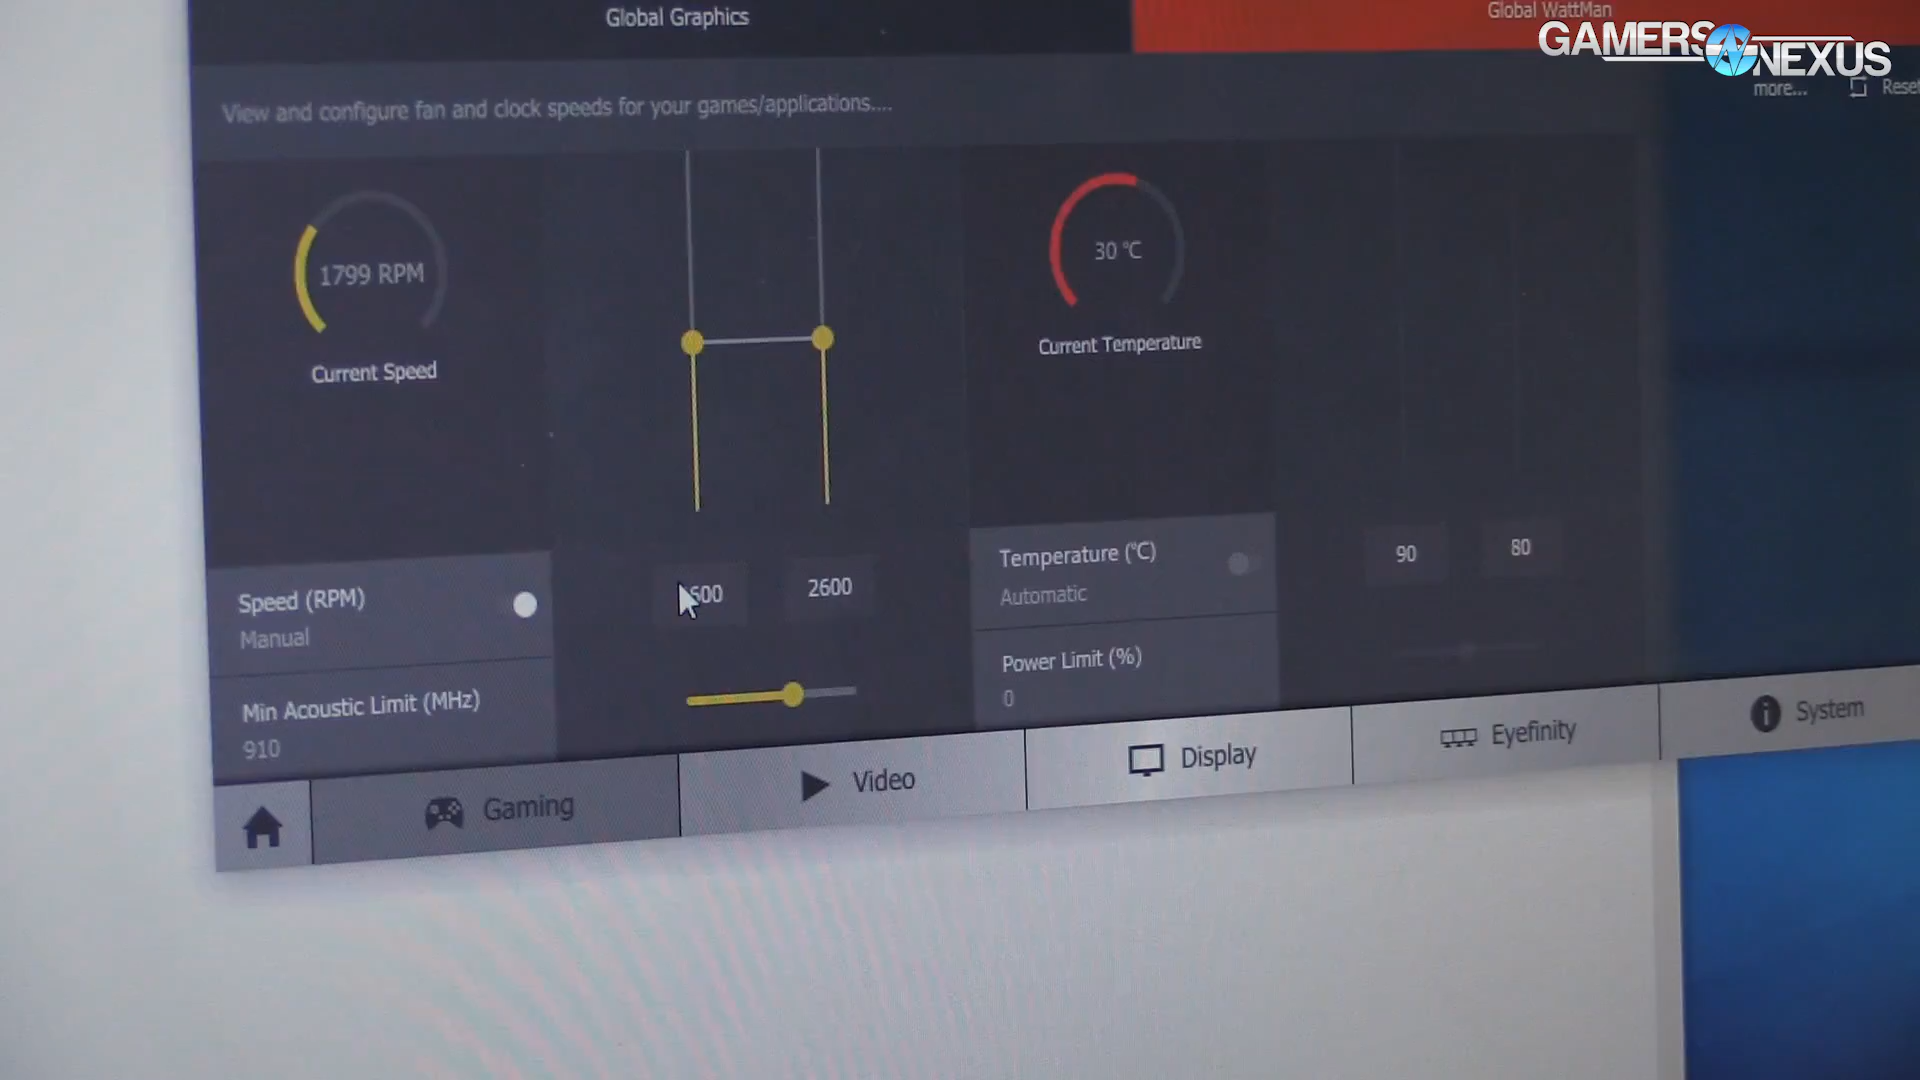 Global Graphics
Global WattMan
GAMERS NEXUS
more...
Reset
View and configure fan and clock speeds for your games/applications....
1799 RPM
Current Speed
30 °C
Current Temperature
Speed (RPM)
Manual
2600
Temperature (°C)
Automatic
90
80
Min Acoustic Limit (MHz)
910
Power Limit (%)
0
Gaming
Video
Display
Eyefinity
System